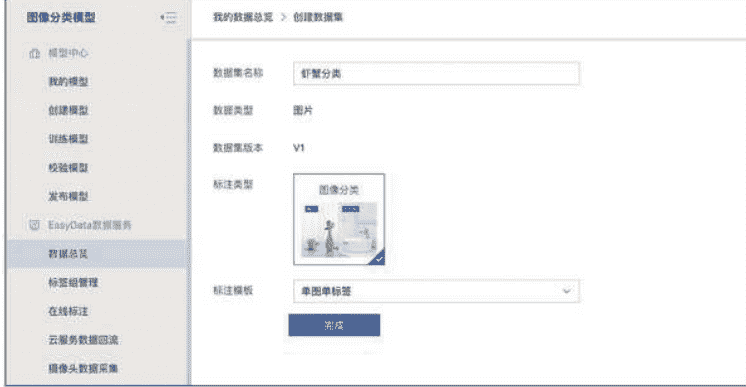 图像分类模型
模型中心
我的模型
创建模型
训练模型
校验模型
发布模型
EasyData数据服务
数据总览
标签组管理
在线标注
云服务数据回流
摄像头数据采集
我的数据总览 > 创建数据集
数据集名称 虾蟹分类
数据类型 图片
数据集版本 V1
标注类型 图像分类
标注模板 单图单标签
完成